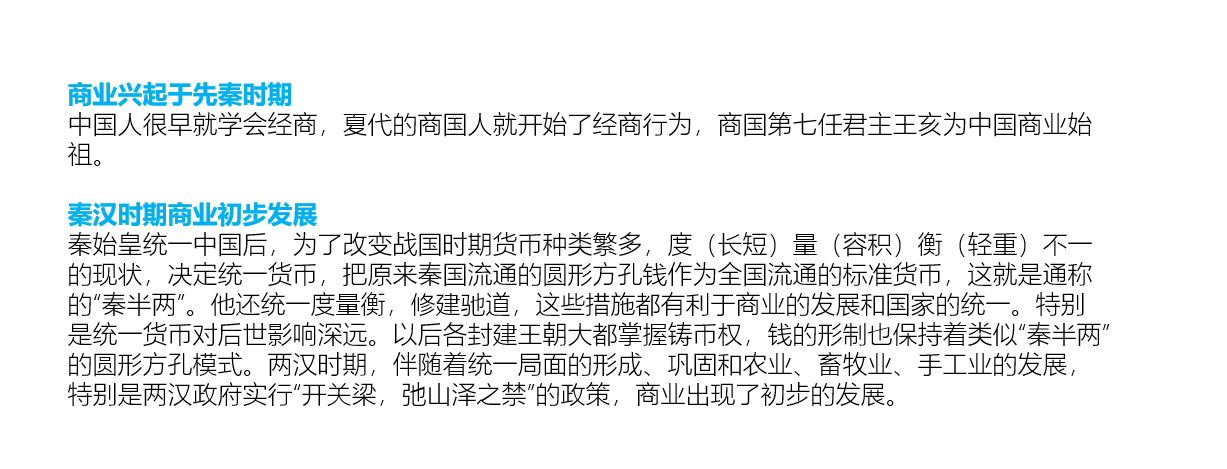 商业兴起于先秦时期
中国人很早就学会经商，夏代的商国人就开始了经商行为，商国第七任君主王亥为中国商业始
祖。
秦汉时期商业初步发展
秦始皇统一中国后，为了改变战国时期货币种类繁多，度（长短）量（容积）衡（轻重）不一
的现状，决定统一货币，把原来秦国流通的圆形方孔钱作为全国流通的标准货币，这就是通称
的“秦半两”。他还统一度量衡，修建驰道，这些措施都有利于商业的发展和国家的统一。特别
是统一货币对后世影响深远。以后各封建王朝大都掌握铸币权，钱的形制也保持着类似“秦半两”
的圆形方孔模式。两汉时期，伴随着统一局面的形成、巩固和农业、畜牧业、手工业的发展，
特别是两汉政府实行“开关梁，弛山泽之禁”的政策，商业出现了初步的发展。